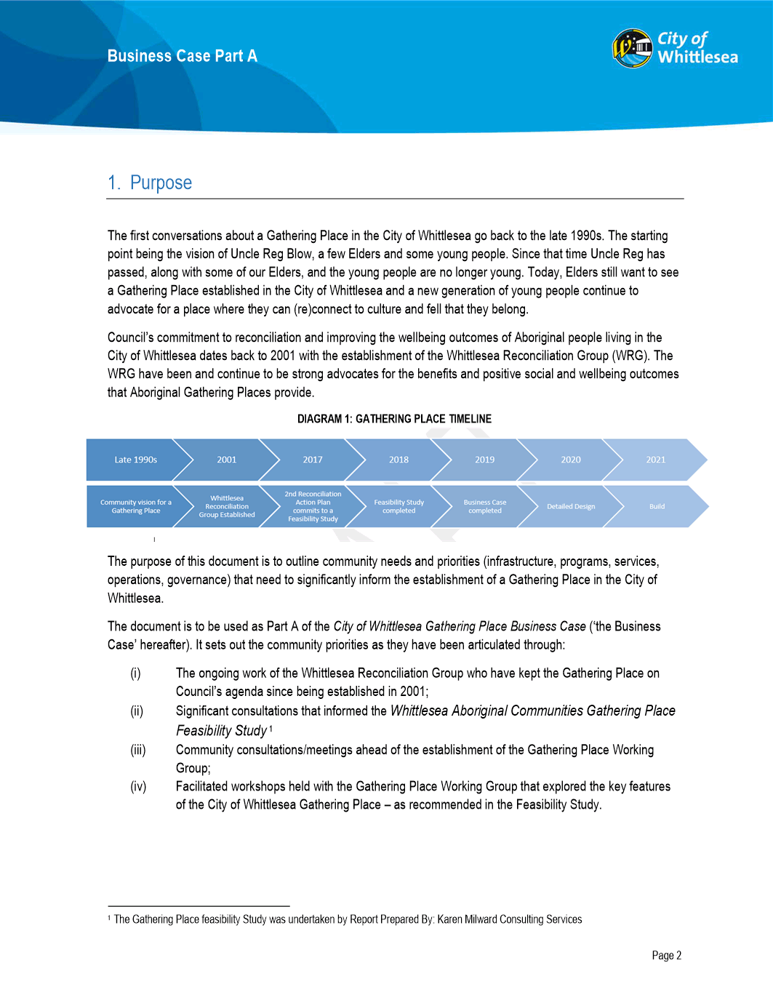 Business Case Part A
City of
Whittlesea
1. Purpose
The first conversations about a Gathering Place in the City of Whittlesea go back to the late 1990s. The starting
point being the vision of Uncle Reg Blow, a few Elders and some young people. Since that time Uncle Reg has
passed, along with some of our Elders, and the young people are no longer young. Today, Elders still want to see
a Gathering Place established in the City of Whittlesea and a new generation of young people continue to
advocate for a place where they can (re)connect to culture and fell that they belong.
Council's commitment to reconciliation and improving the wellbeing outcomes of Aboriginal people living in the
City of Whittlesea dates back to 2001 with the establishment of the Whittlesea Reconciliation Group (WRG). The
WRG have been and continue to be strong advocates for the benefits and positive social and wellbeing outcomes
that Aboriginal Gathering Places provide.
DIAGRAM 1: GATHERING PLACE TIMELINE
Late 1990s
2001
2017
2018
2019
2020
2021
Community vision for a
Gathering Place
Whittlesea
Reconciliation
Group Established
2nd Reconciliation
Action Plan
commits to a
Feasibility Study
Feasibility Study
completed
Business Case
completed
Detailed Design
Build
The purpose of this document is to outline community needs and priorities (infrastructure, programs, services,
operations, governance) that need to significantly inform the establishment of a Gathering Place in the City of
Whittlesea.
The document is to be used as Part A of the City of Whittlesea Gathering Place Business Case ('the Business
Case' hereafter). It sets out the community priorities as they have been articulated through:
(i) The ongoing work of the Whittlesea Reconciliation Group who have kept the Gathering Place on
Council's agenda since being established in 2001;
(ii) Significant consultations that informed the Whittlesea Aboriginal Communities Gathering Place
Feasibility Study 1
(iii) Community consultations/meetings ahead of the establishment of the Gathering Place Working
Group;
(iv) Facilitated workshops held with the Gathering Place Working Group that explored the key features
of the City of Whittlesea Gathering Place – as recommended in the Feasibility Study.
1 The Gathering Place feasibility Study was undertaken by Report Prepared By: Karen Milward Consulting Services
Page 2